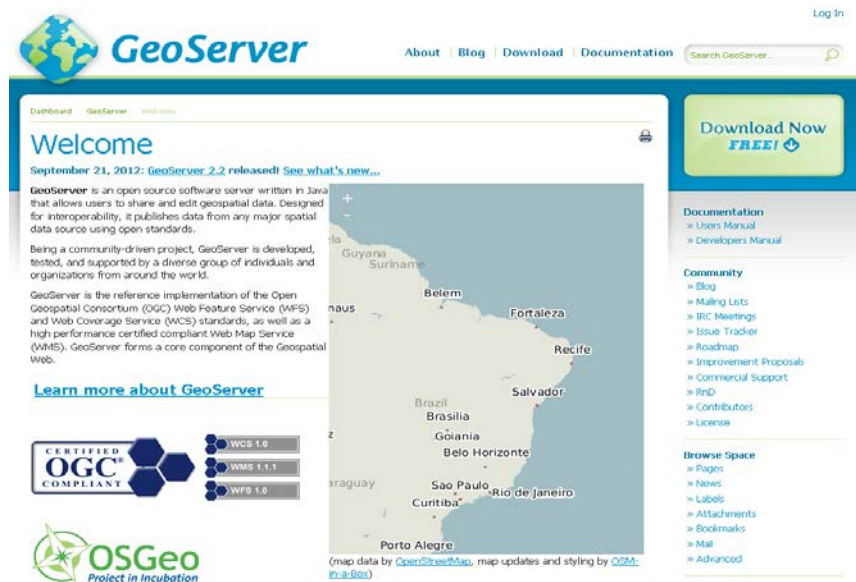 Log In
GeoServer
About Blog Download Documentation
Search GeoServer...
Dashboard GeoServer Welcome
Welcome
September 21, 2012: GeoServer 2.2 released! See what's new...
GeoServer is an open source software server written in Java
that allows users to share and edit geospatial data. Designed
for interoperability, it publishes data from any major spatial
data source using open standards.
Being a community-driven project, GeoServer is developed,
tested, and supported by a diverse group of individuals and
organizations from around the world.
GeoServer is the reference implementation of the Open
Geospatial Consortium (OGC) Web Feature Service (WFS)
and Web Coverage Service (WCS) standards, as well as a
high performance certified compliant Web Map Service
(WMS). GeoServer forms a core component of the Geospatial
Web.
Learn more about GeoServer
CERTIFIED
OGC®
COMPLIANT
WCS 1.0
WMS 1.1.1
WFS 1.0
OSGeo
Project in Incubation
+
-
Guyana
Suriname
Belem
naus
Fortaleza
Recife
Salvador
Brazil
Brasilia
Goiania
Belo Horizonte
araguay
Sao Paulo
Rio de Janeiro
Curitiba
Porto Alegre
(map data by OpenStreetMap, map updates and styling by OSM-
in-a-Box)
Download Now
FREE!
Documentation
» Users Manual
» Developers Manual
Community
» Blog
» Mailing Lists
» IRC Meetings
» Issue Tracker
» Roadmap
» Improvement Proposals
» Commercial Support
» RnD
» Contributors
» License
Browse Space
» Pages
» News
» Labels
» Attachments
» Bookmarks
» Mail
» Advanced